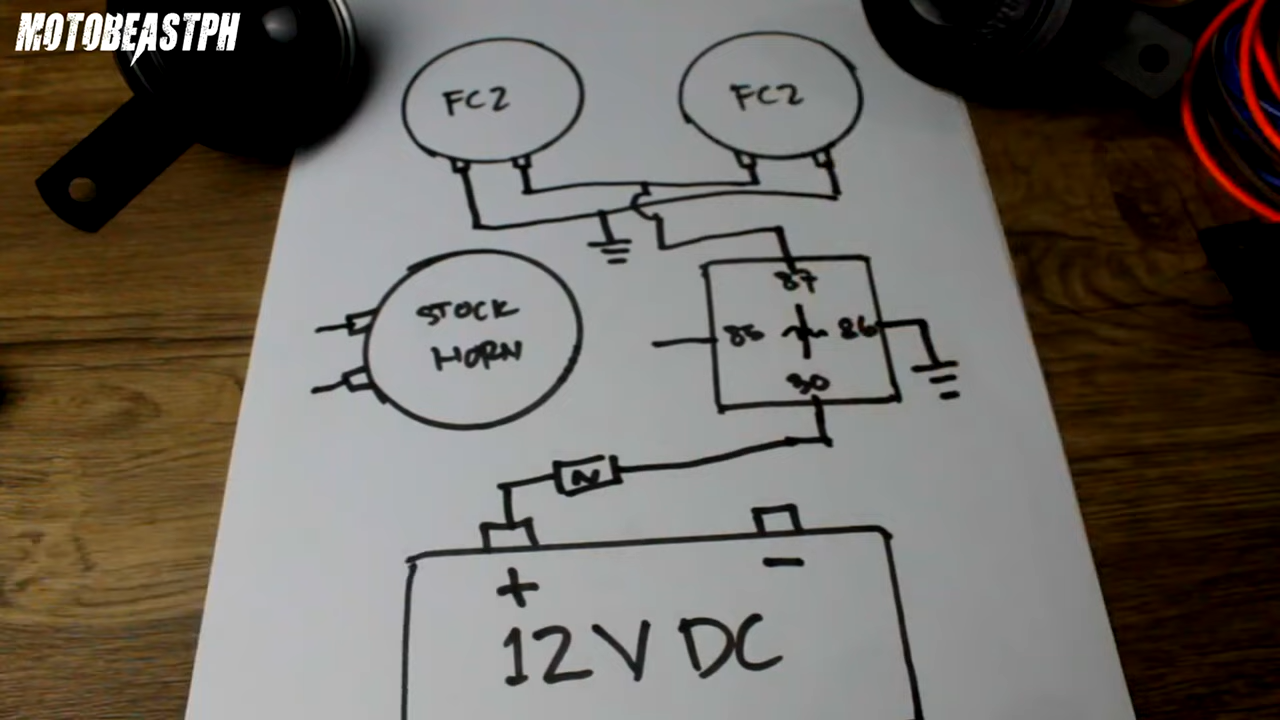 MOTOBEASTPH
FC2 FC2
STOCK
HORN
87
85 86
30
+ -
12V DC